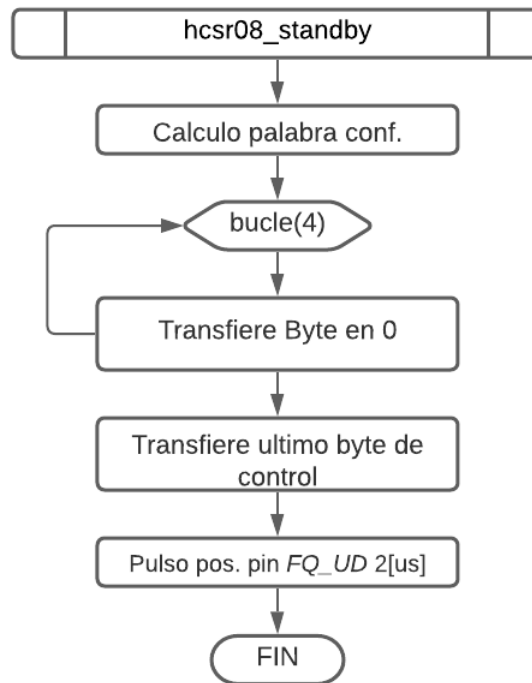 hcsr08_standby
Calculo palabra conf.
bucle(4)
Transfiere Byte en 0
Transfiere ultimo byte de
control
Pulso pos. pin FQ_UD 2[us]
FIN